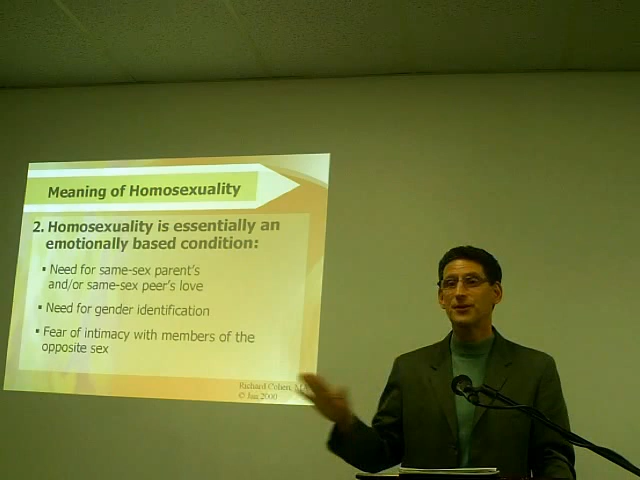 Meaning of Homosexuality
2. Homosexuality is essentially an
emotionally based condition:
▪ Need for same-sex parent's
and/or same-sex peer's love
▪ Need for gender identification
▪ Fear of intimacy with members of the
opposite sex
Richard Cohen, M.A.
© Jan 2000